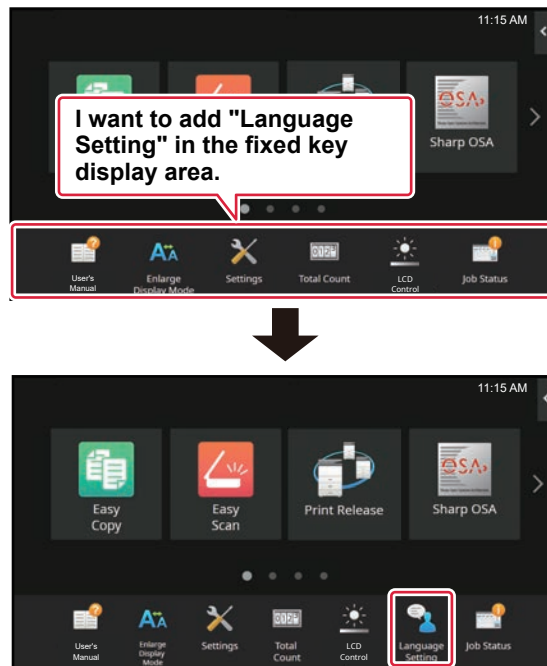 11:15 AM
I want to add "Language
Setting" in the fixed key
display area.
OSA
Sharp OSA
User's
Manual
Enlarge
Display Mode
Settings
Total Count
LCD
Control
Job Status
11:15 AM
Easy
Copy
Easy
Scan
Print Release
OSA
Sharp OSA
User's
Manual
Enlarge
Display
Mode
Settings
Total
Count
LCD
Control
Language
Setting
Job Status